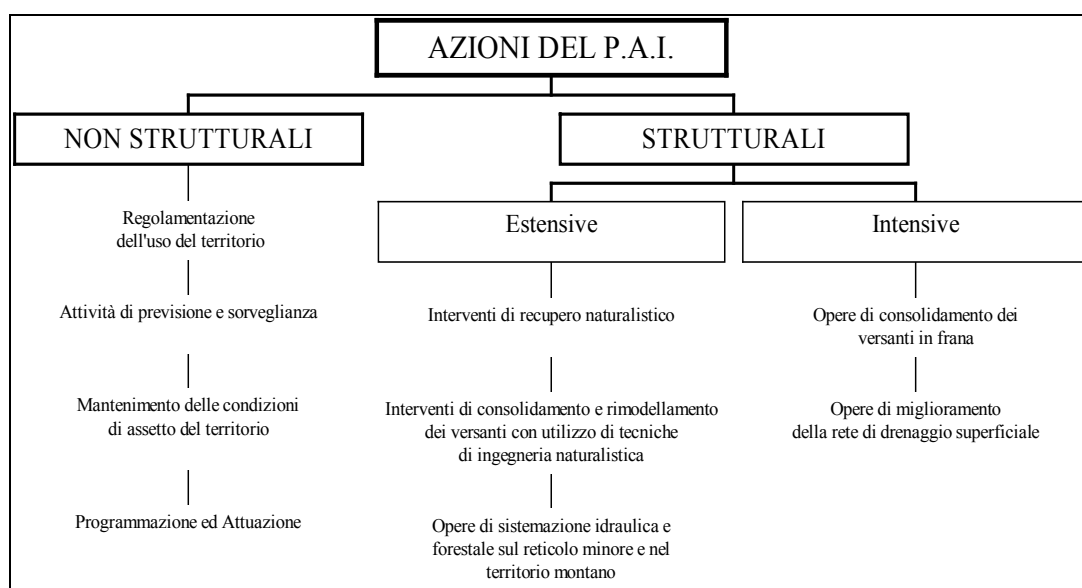 AZIONI DEL P.A.I.
NON STRUTTURALI
STRUTTURALI
Regolamentazione
dell'uso del territorio
Attività di previsione e sorveglianza
Mantenimento delle condizioni
di assetto del territorio
Programmazione ed Attuazione
Estensive
Interventi di recupero naturalistico
Interventi di consolidamento e rimodellamento
dei versanti con utilizzo di tecniche
di ingegneria naturalistica
Opere di sistemazione idraulica e
forestale sul reticolo minore e nel
territorio montano
Intensive
Opere di consolidamento dei
versanti in frana
Opere di miglioramento
della rete di drenaggio superficiale